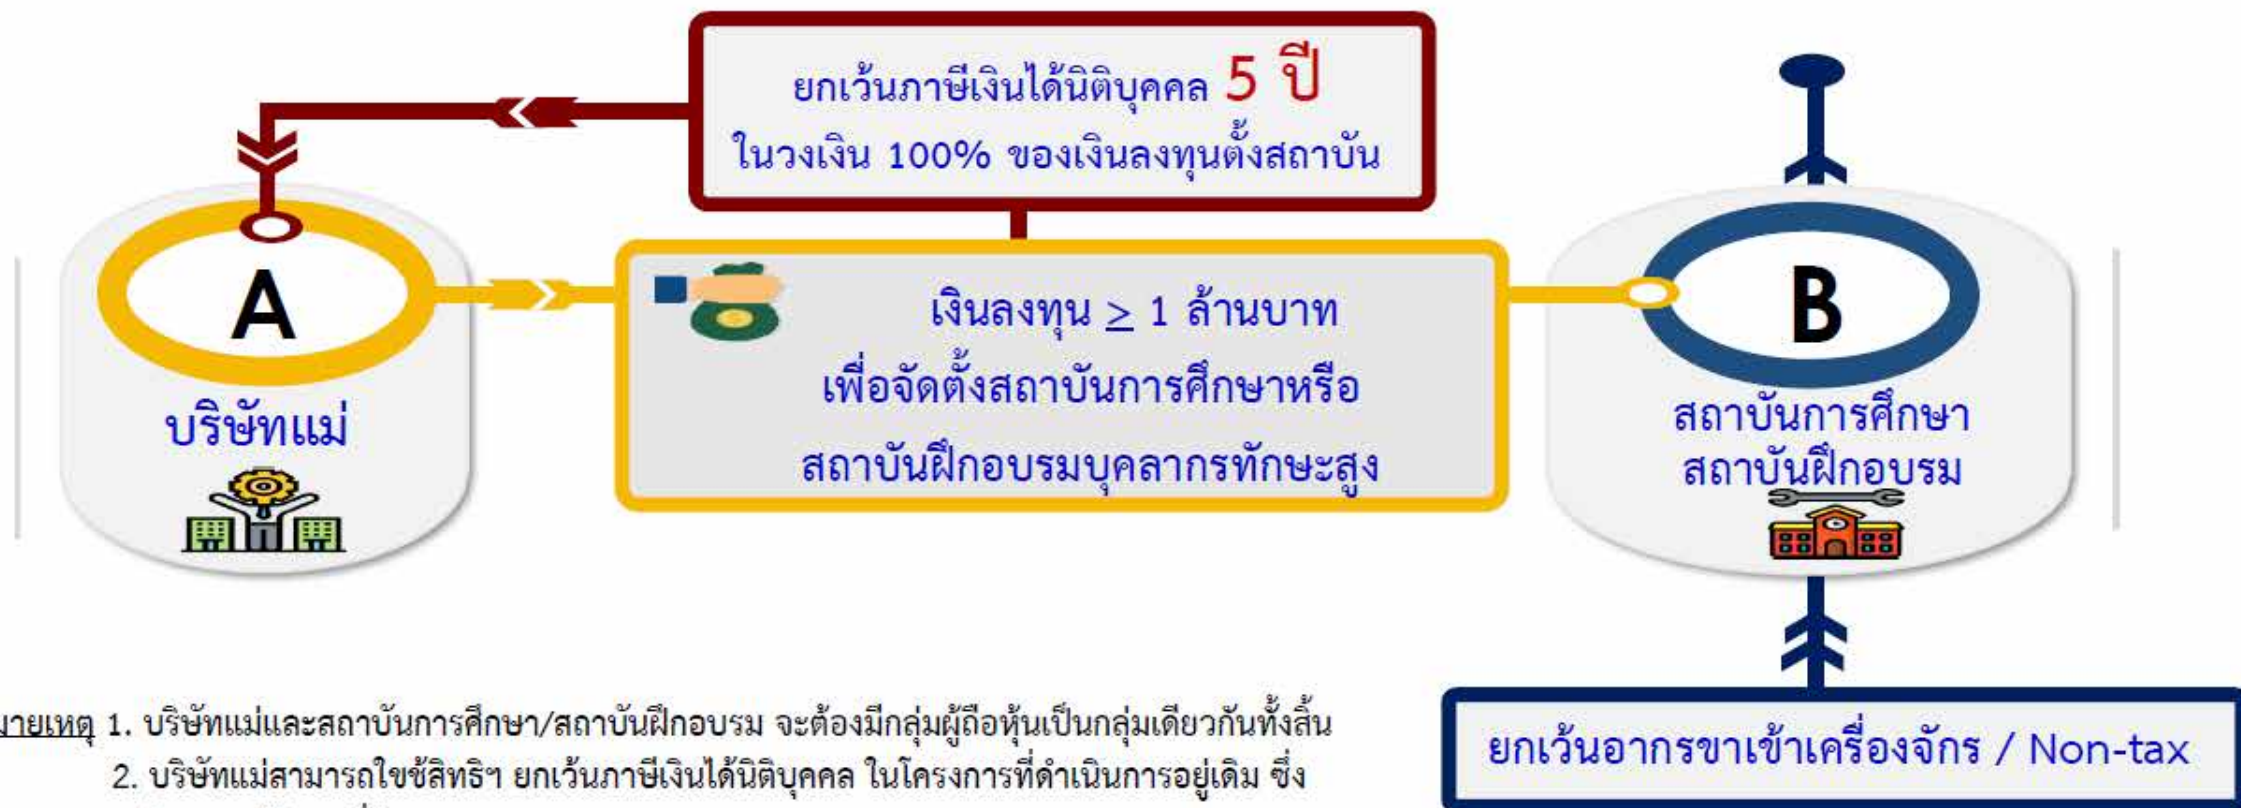 ยกเว้นภาษีเงินได้นิติบุคคล 5 ปี
ในวงเงิน 100% ของเงินลงทุนตั้งสถาบัน
A
บริษัทแม่
เงินลงทุน ≥ 1 ล้านบาท
เพื่อจัดตั้งสถาบันการศึกษาหรือ
สถาบันฝึกอบรมบุคลากรทักษะสูง
B
สถาบันการศึกษา
สถาบันฝึกอบรม
มายเหตุ 1. บริษัทแม่และสถาบันการศึกษา/สถาบันฝึกอบรม จะต้องมีกลุ่มผู้ถือหุ้นเป็นกลุ่มเดียวกันทั้งสิ้น
2. บริษัทแม่สามารถใขช้สิทธิฯ ยกเว้นภาษีเงินได้นิติบุคคล ในโครงการที่ดำเนินการอยู่เดิม ซึ่ง
ยกเว้นอากรขาเข้าเครื่องจักร / Non-tax